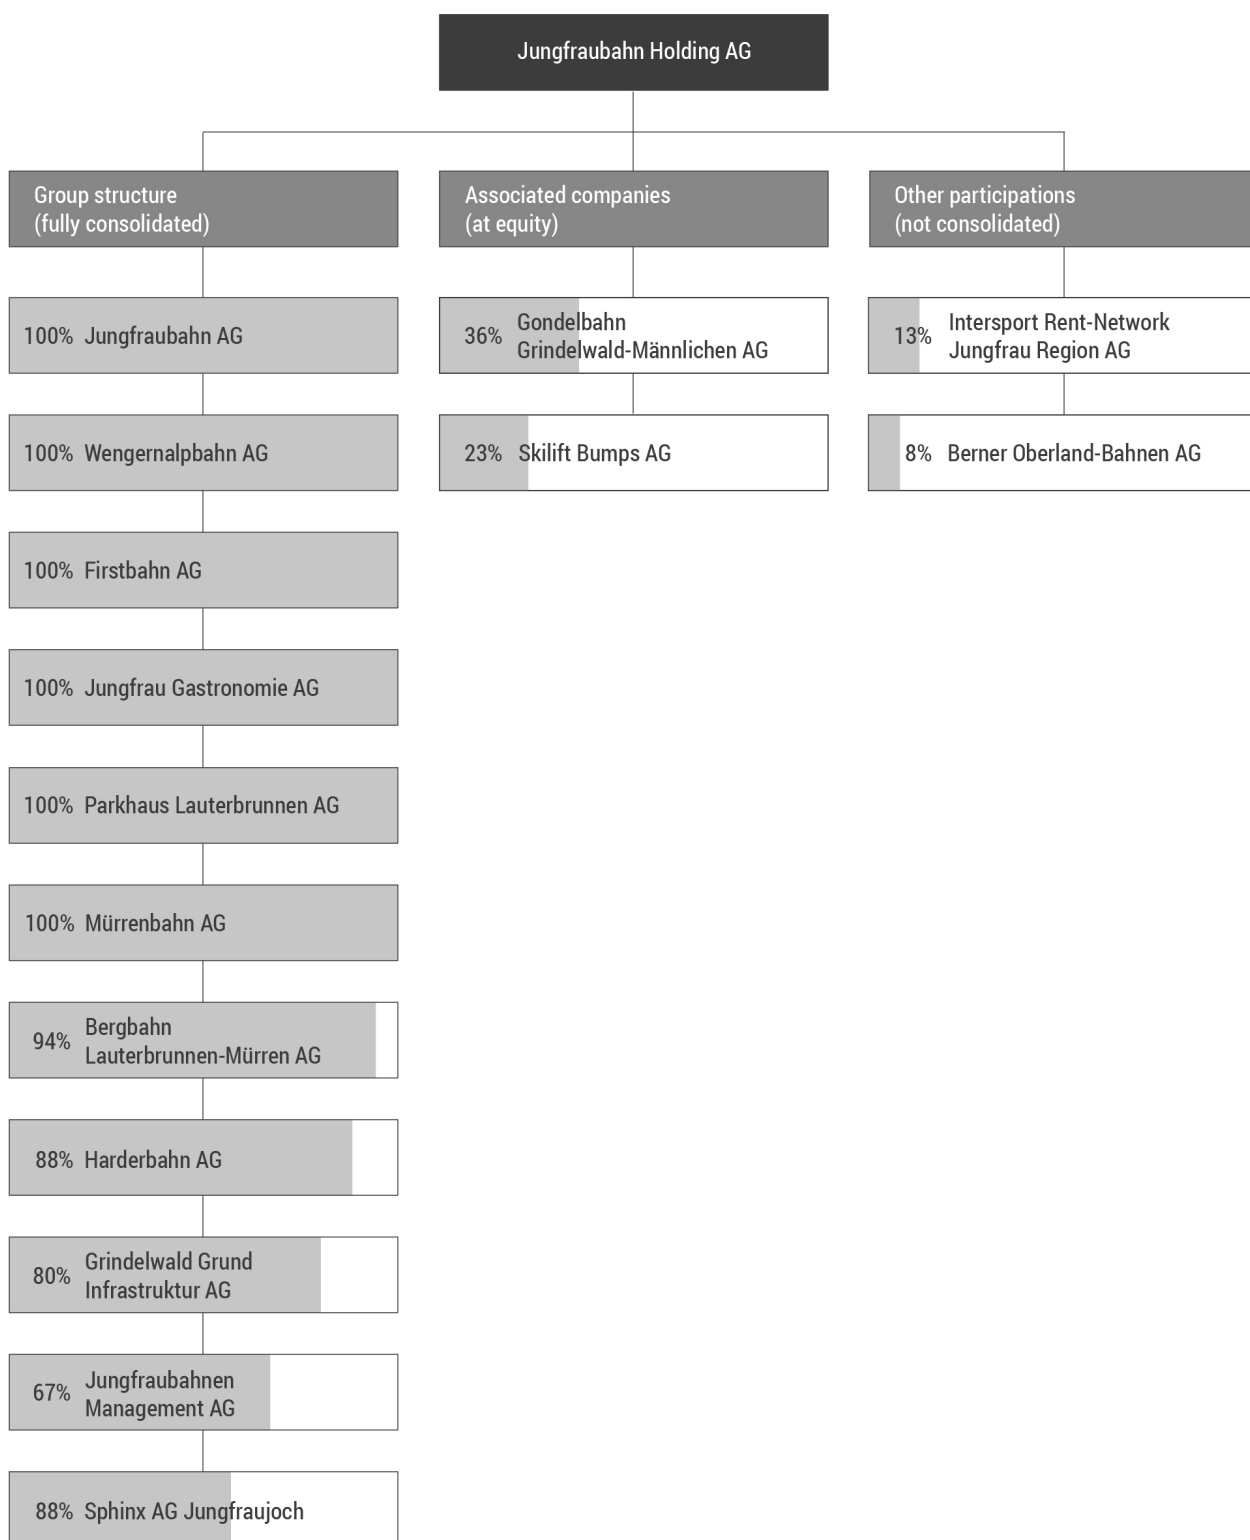 Jungfraubahn Holding AG
Group structure
(fully consolidated)
100% Jungfraubahn AG
100% Wengernalpbahn AG
100% Firstbahn AG
100% Jungfrau Gastronomie AG
100% Parkhaus Lauterbrunnen AG
100% Mürrenbahn AG
94% Bergbahn
Lauterbrunnen-Mürren AG
88% Harderbahn AG
80% Grindelwald Grund
Infrastruktur AG
67% Jungfraubahnen
Management AG
88% Sphinx AG Jungfraujoch
Associated companies
(at equity)
36% Gondelbahn
Grindelwald-Männlichen AG
23% Skilift Bumps AG
Other participations
(not consolidated)
13% Intersport Rent-Network
Jungfrau Region AG
8% Berner Oberland-Bahnen AG